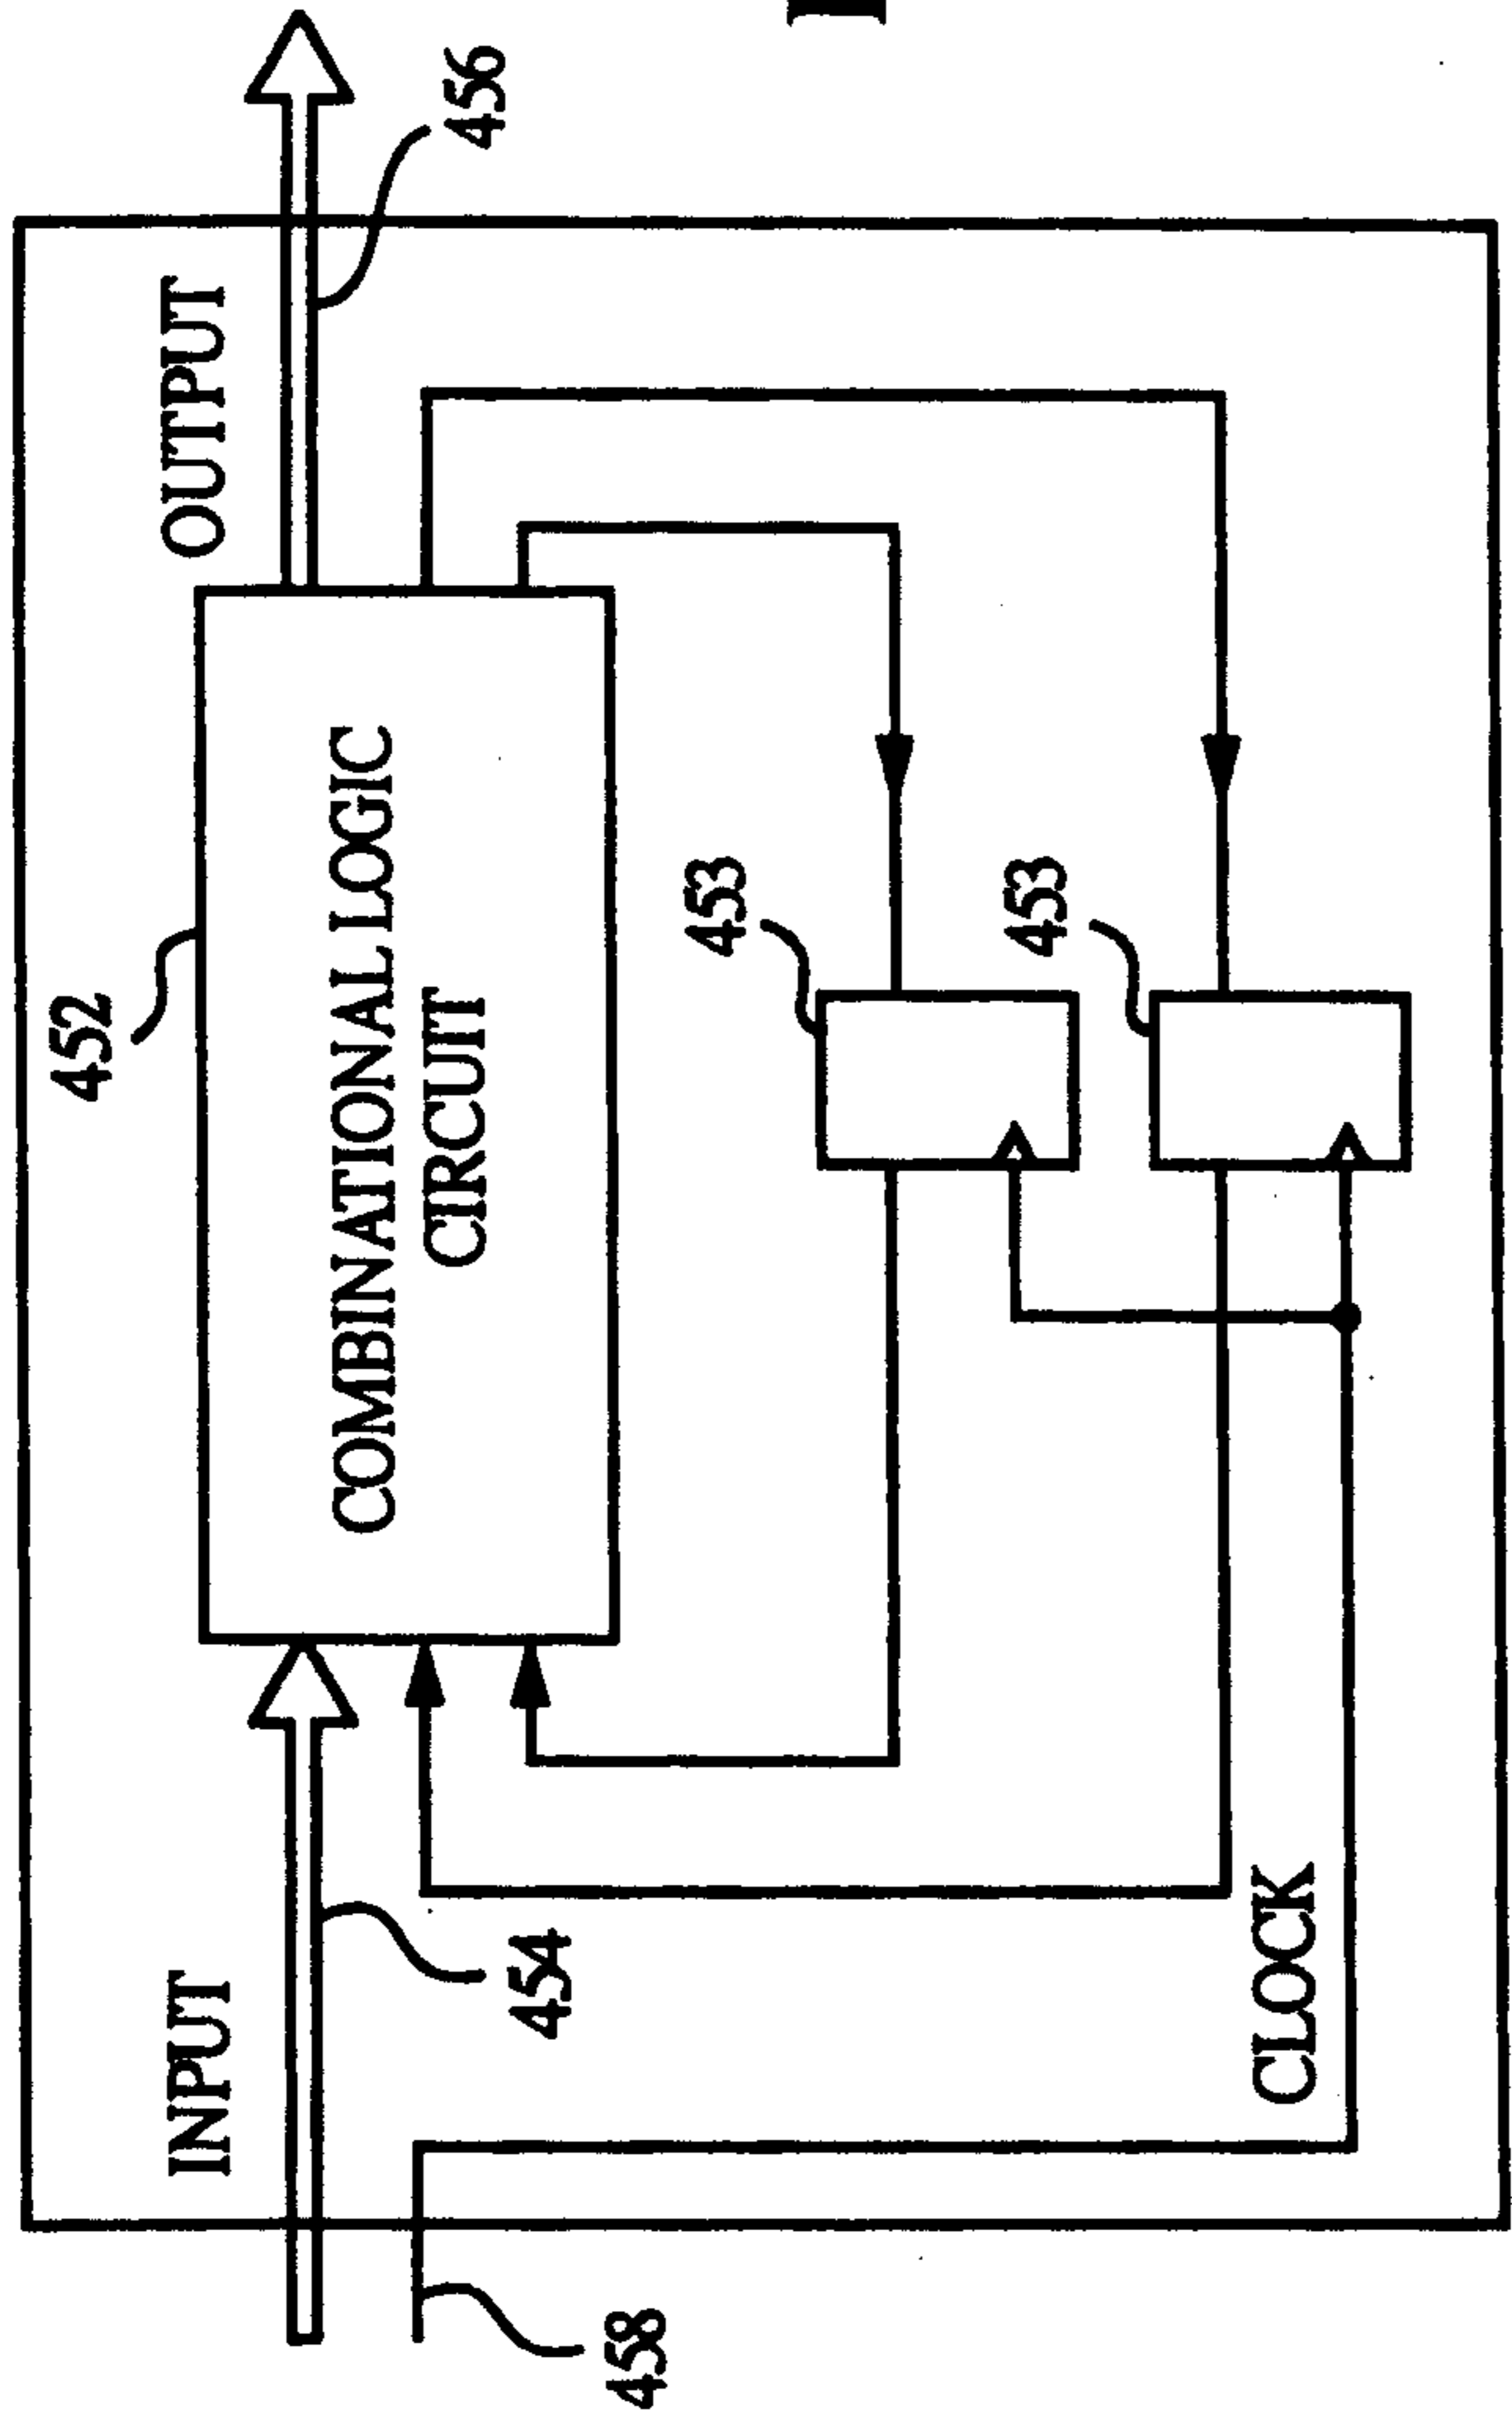 INPUT
OUTPUT
452
456
COMBINATIONAL LOGIC
CIRCUIT
454
458
453
453
CLOCK